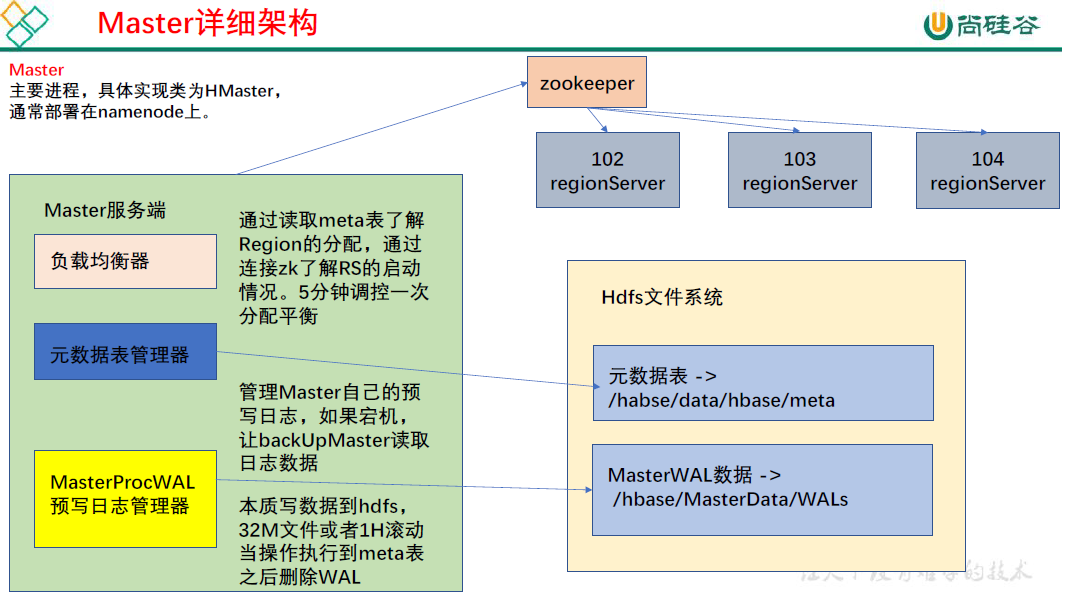 Master详细架构
尚硅谷
Master
主要进程，具体实现类为HMaster，
通常部署在namenode上。
zookeeper
102
regionServer
103
regionServer
104
regionServer
Master服务端
负载均衡器
通过读取meta表了解
Region的分配，通过
连接zk了解RS的启动
情况。5分钟调控一次
分配平衡
元数据表管理器
管理Master自己的预
写日志，如果宕机，
让backUpMaster读取
日志数据
MasterProcWAL
预写日志管理器
本质写数据到hdfs，
32M文件或者1H滚动
当操作执行到meta表
之后删除WAL
Hdfs文件系统
元数据表 ->
/habse/data/hbase/meta
MasterWAL数据 ->
/hbase/MasterData/WALs
的技术